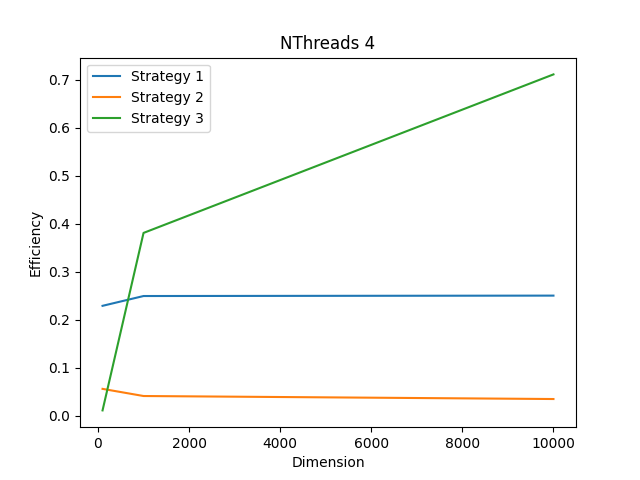 NThreads 4
Strategy 1
Strategy 2
Strategy 3
Efficiency
0.7
0.6
0.5
0.4
0.3
0.2
0.1
0.0
0 2000 4000 6000 8000 10000
Dimension